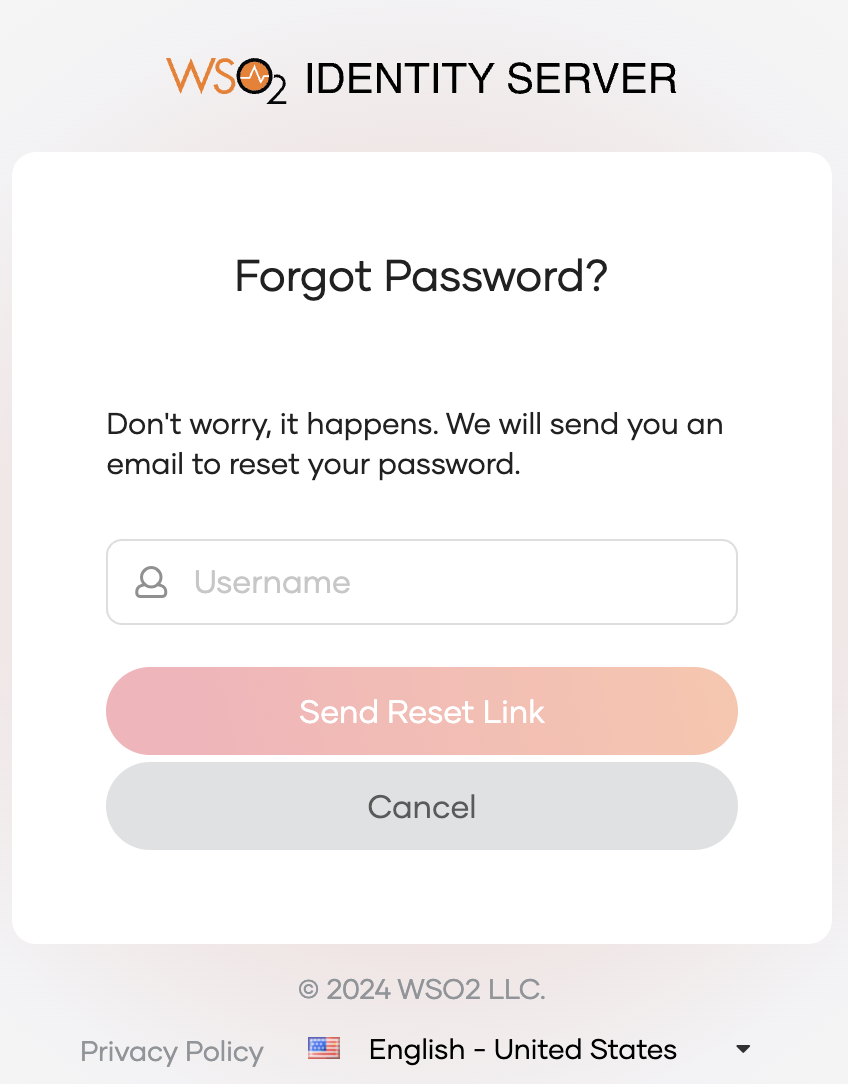 WSO2 IDENTITY SERVER
Forgot Password?
Don't worry, it happens. We will send you an
email to reset your password.
Username
Send Reset Link
Cancel
© 2024 WSO2 LLC.
Privacy Policy English - United States